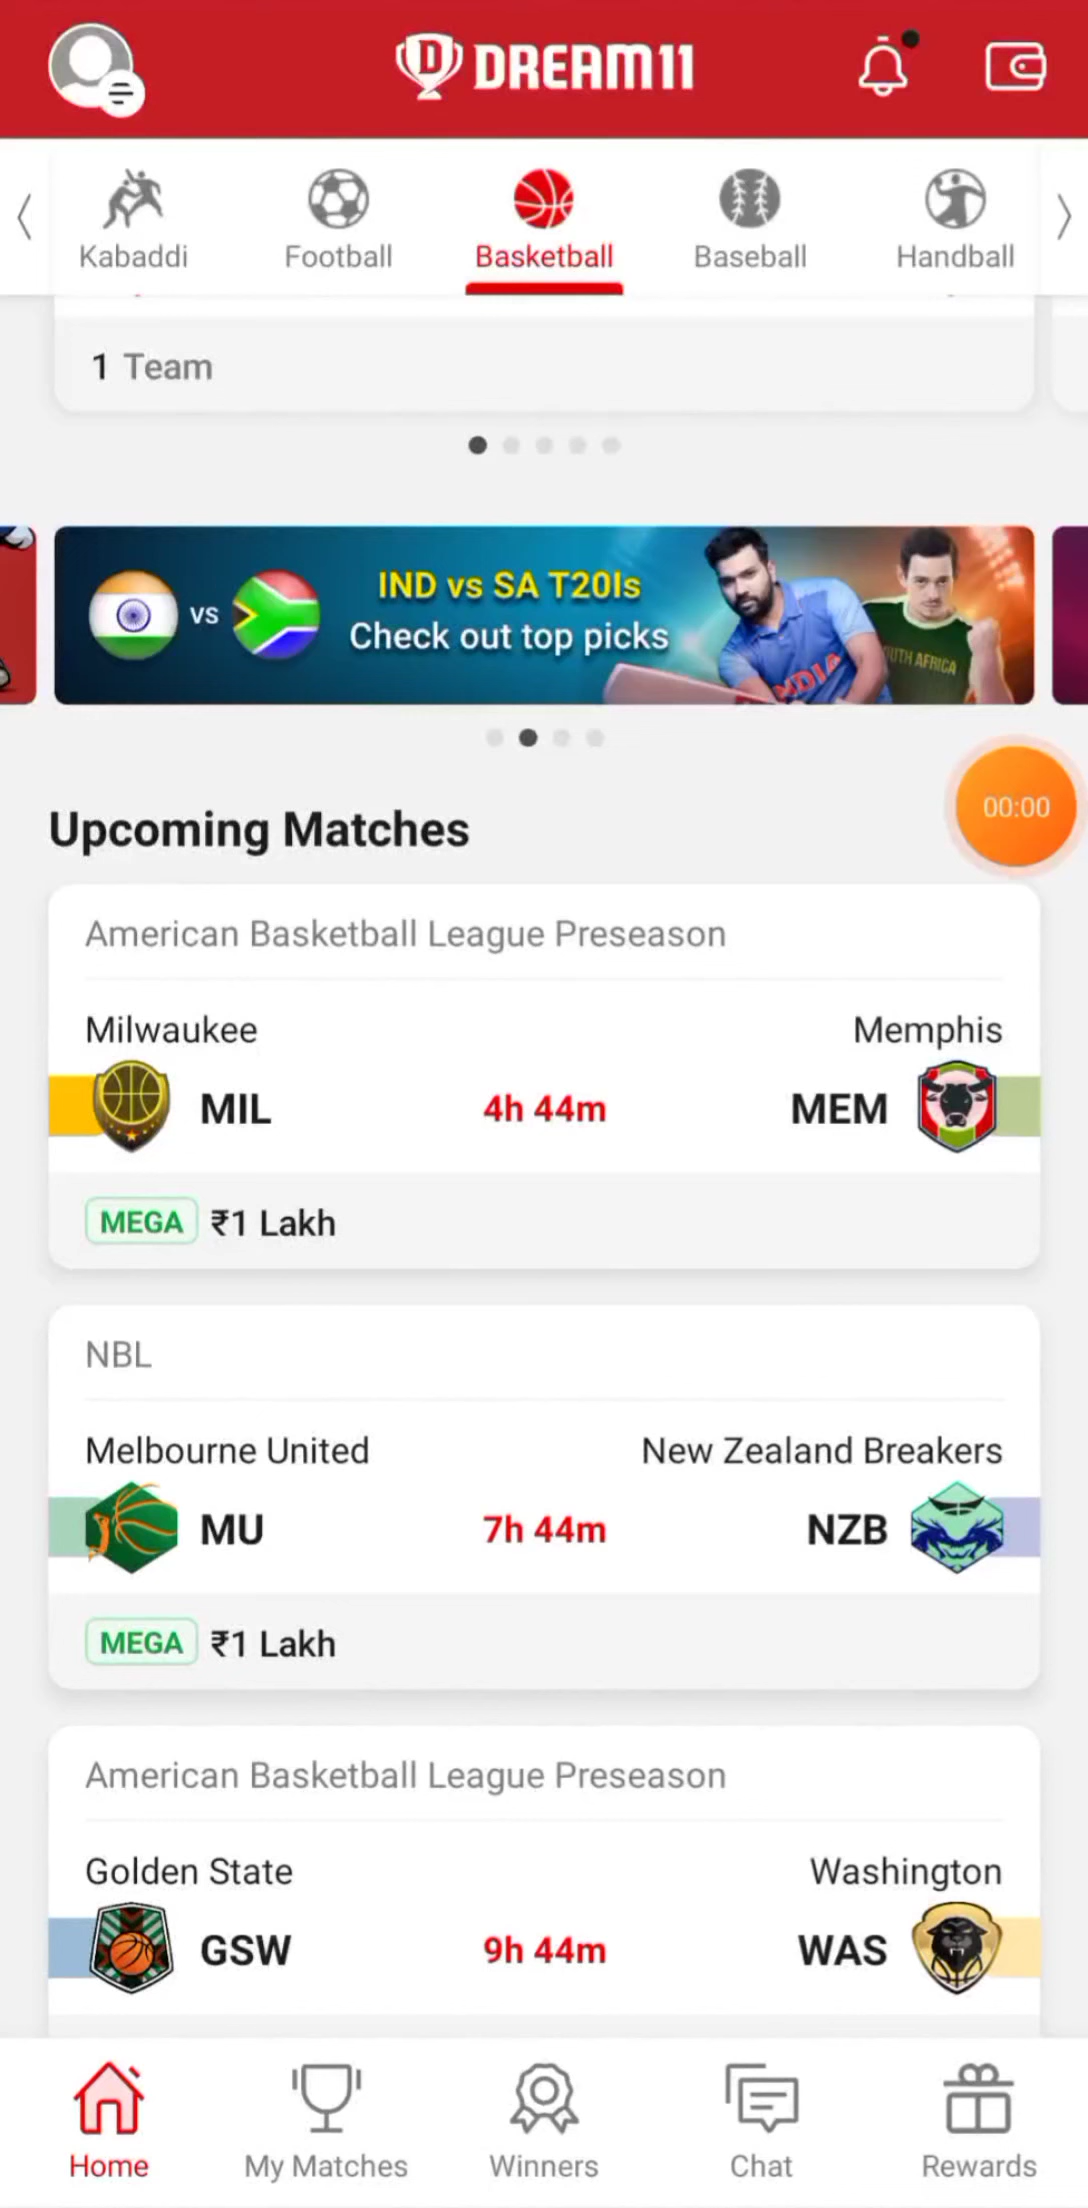 DREAM11
Kabaddi Football Basketball Baseball Handball
1 Team
IND vs SA T20Is
VS
Check out top picks
INDIA
UTH AFRICA
00:00
Upcoming Matches
American Basketball League Preseason
Milwaukee Memphis
MIL 4h 44m MEM
MEGA ₹1 Lakh
NBL
Melbourne United New Zealand Breakers
MU 7h 44m NZB
MEGA ₹1 Lakh
American Basketball League Preseason
Golden State Washington
GSW 9h 44m WAS
Home My Matches Winners Chat Rewards